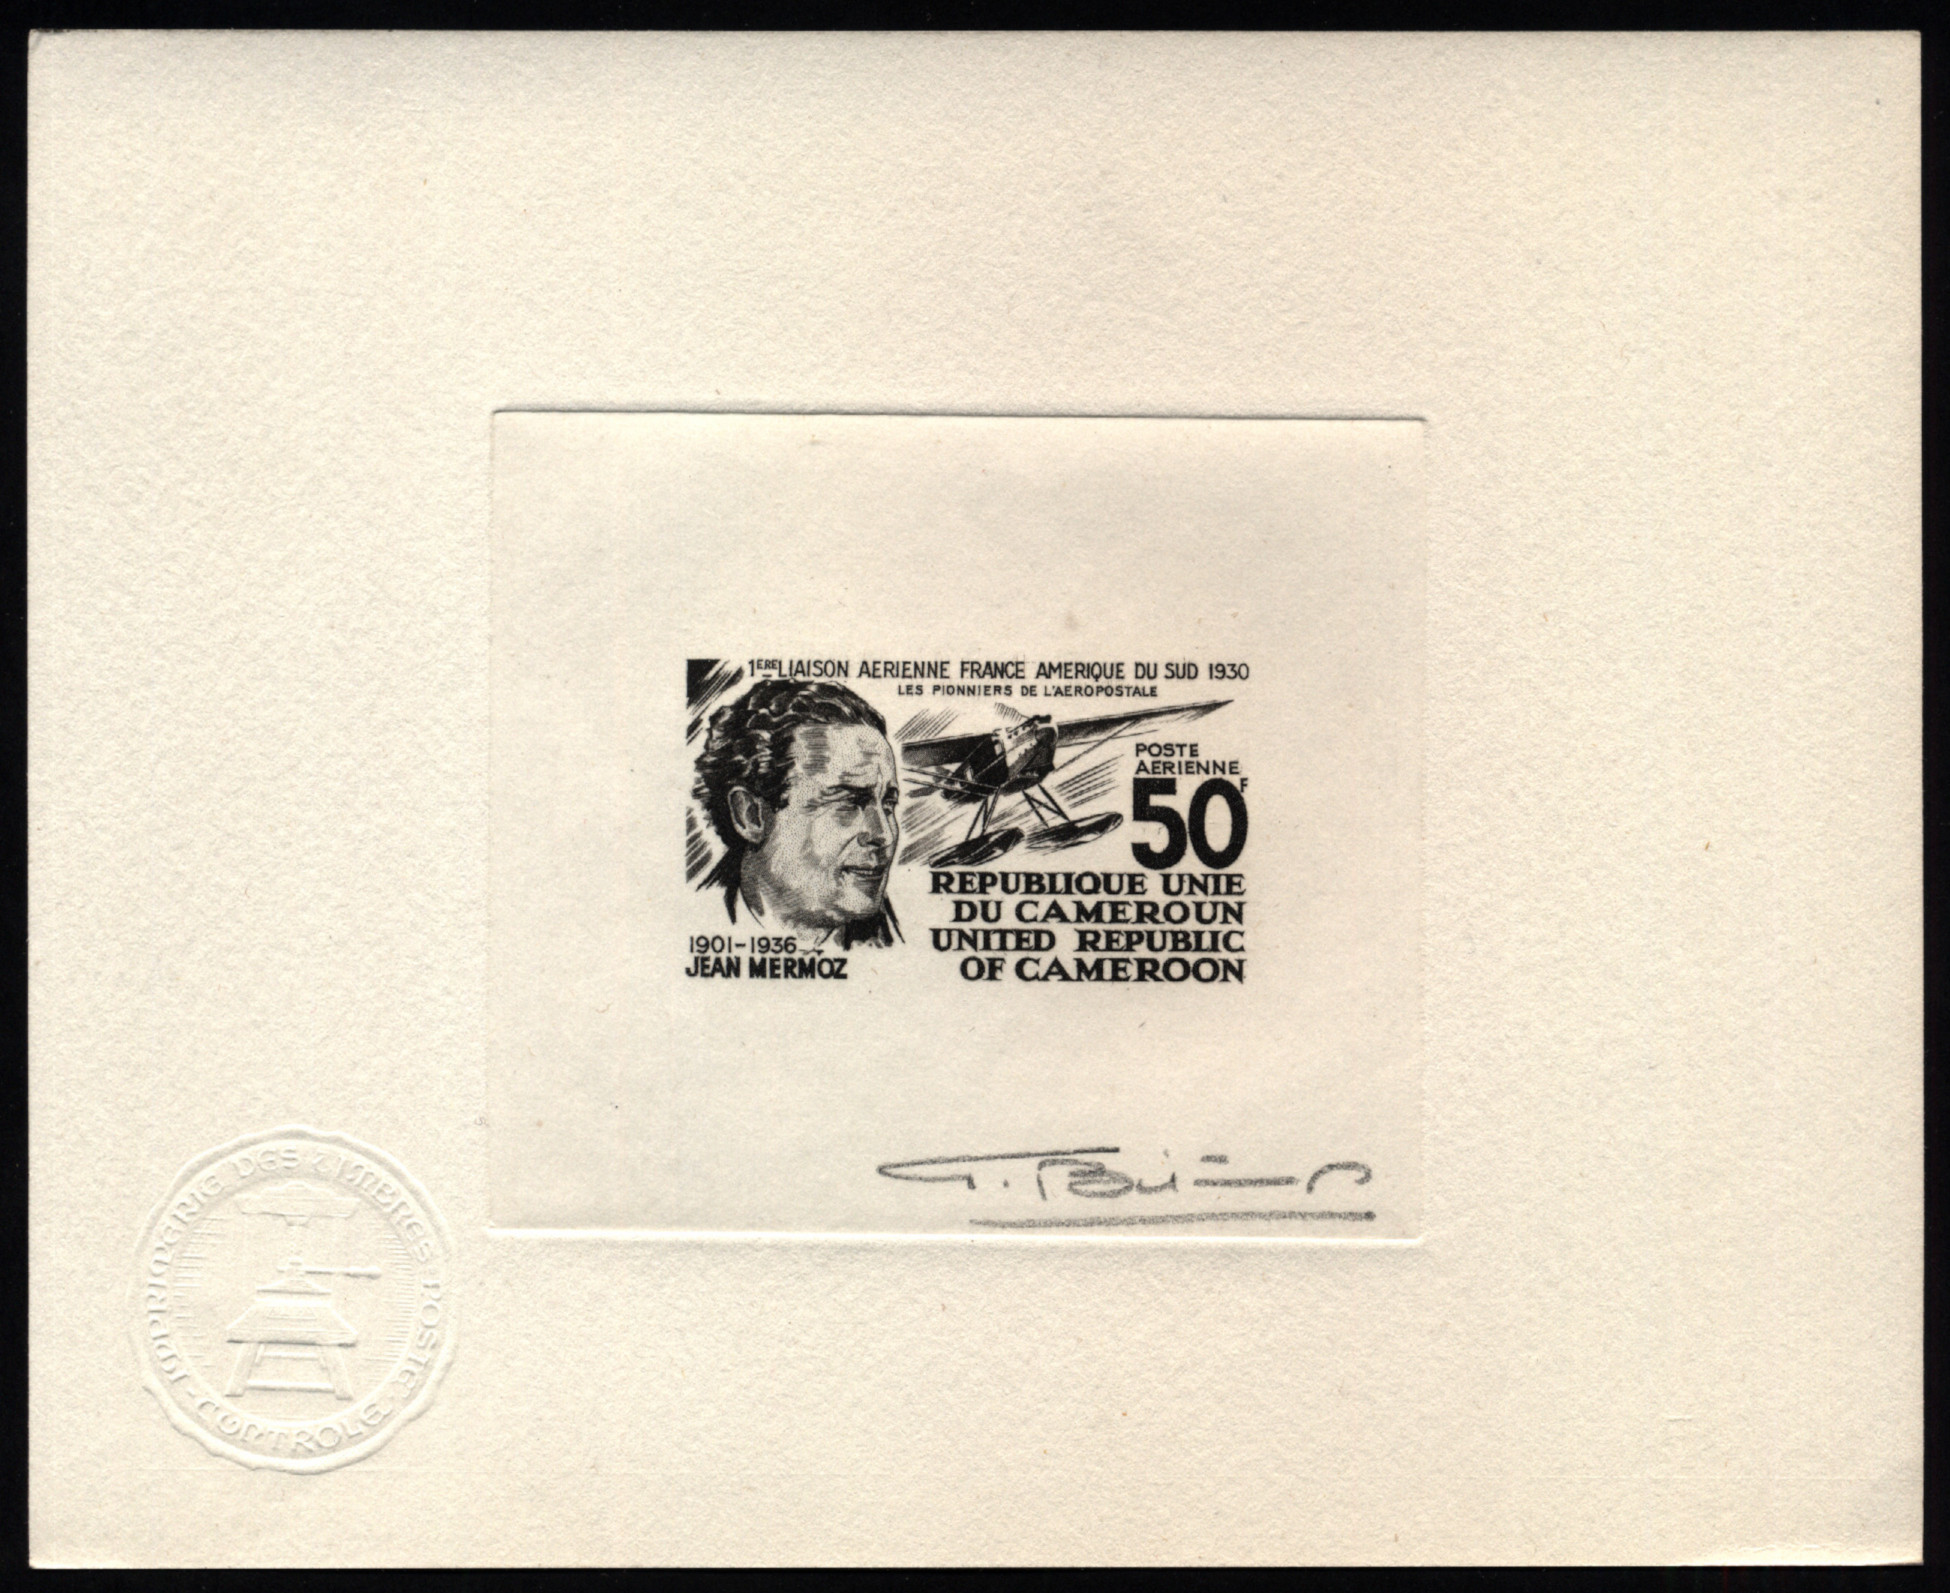 1ERE LIAISON AERIENNE FRANCE AMERIQUE DU SUD 1930
LES PIONNIERS DE L'AEROPOSTALE
POSTE
AERIENNE
50F
REPUBLIQUE UNIE
DU CAMEROUN
UNITED REPUBLIC
OF CAMEROON
1901-1936
JEAN MERMOZ
IMPRIMERIE DES TIMBRES POSTE - CONTROLE -